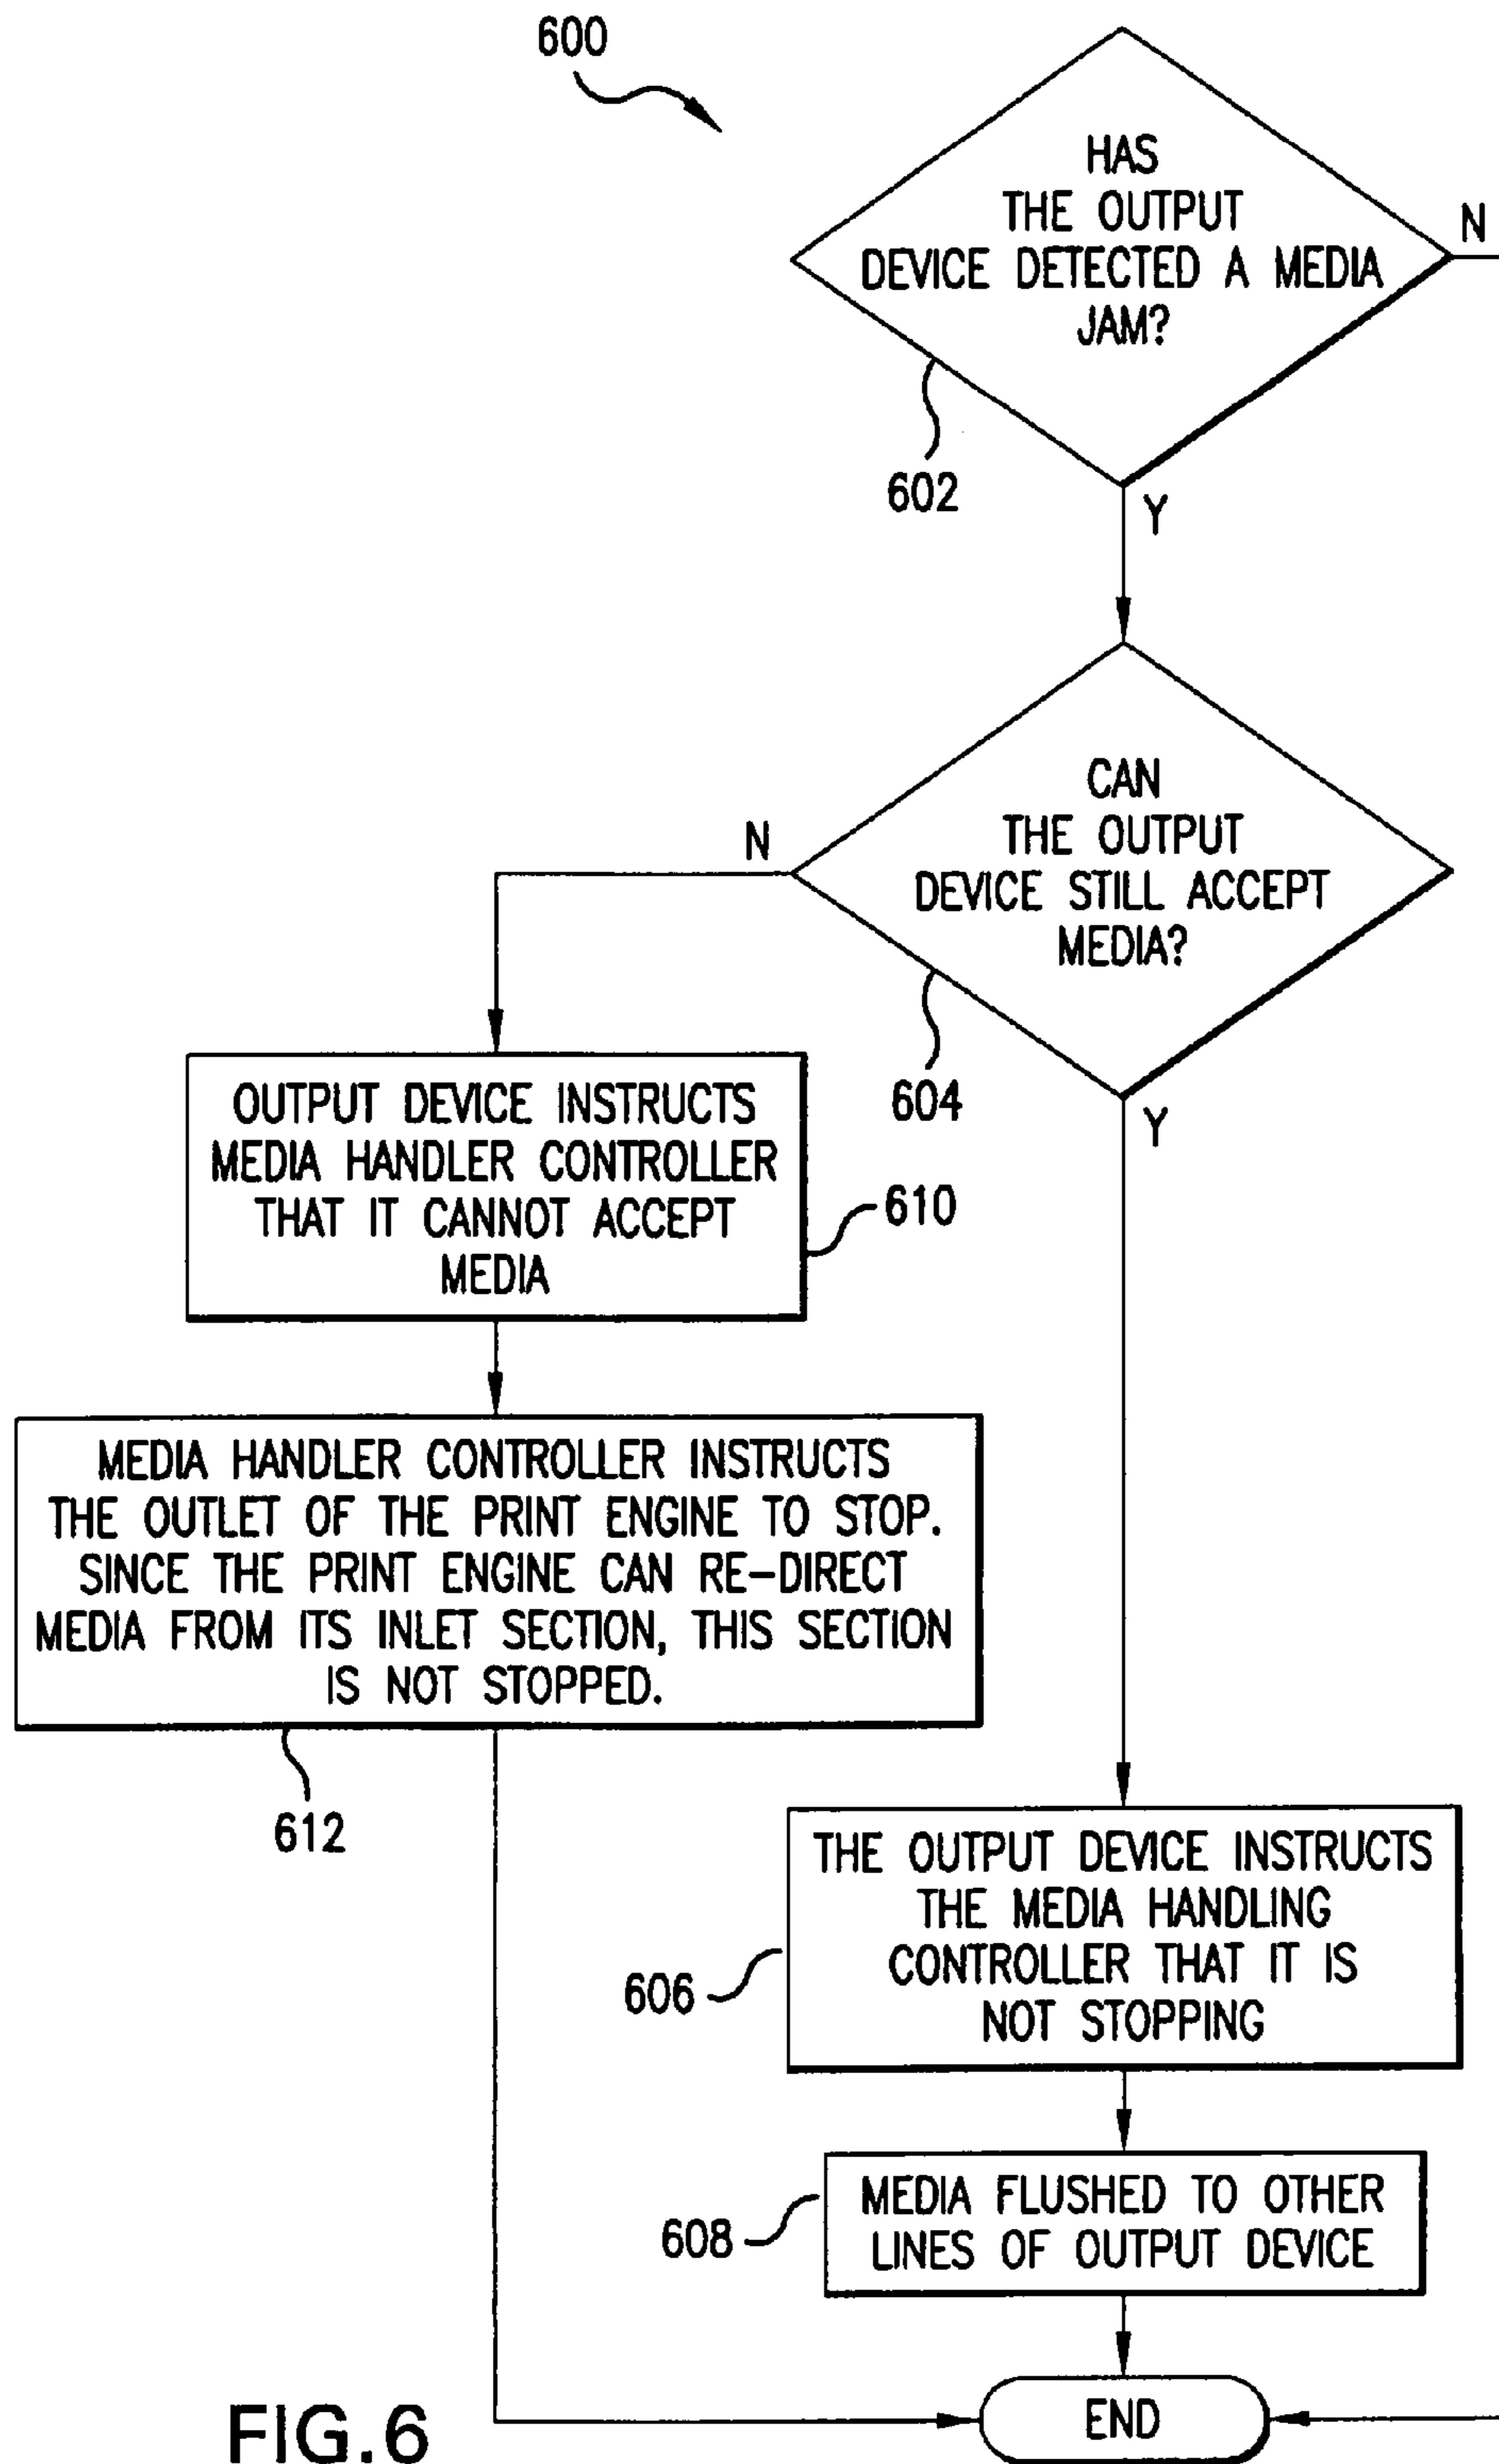 600
HAS
THE OUTPUT
DEVICE DETECTED A MEDIA
JAM?
N
602
Y
CAN
THE OUTPUT
DEVICE STILL ACCEPT
MEDIA?
N
604
Y
OUTPUT DEVICE INSTRUCTS
MEDIA HANDLER CONTROLLER
THAT IT CANNOT ACCEPT
MEDIA
610
MEDIA HANDLER CONTROLLER INSTRUCTS
THE OUTLET OF THE PRINT ENGINE TO STOP.
SINCE THE PRINT ENGINE CAN RE-DIRECT
MEDIA FROM ITS INLET SECTION, THIS SECTION
IS NOT STOPPED.
612
THE OUTPUT DEVICE INSTRUCTS
THE MEDIA HANDLING
CONTROLLER THAT IT IS
NOT STOPPING
606
MEDIA FLUSHED TO OTHER
LINES OF OUTPUT DEVICE
608
END
FIG.6